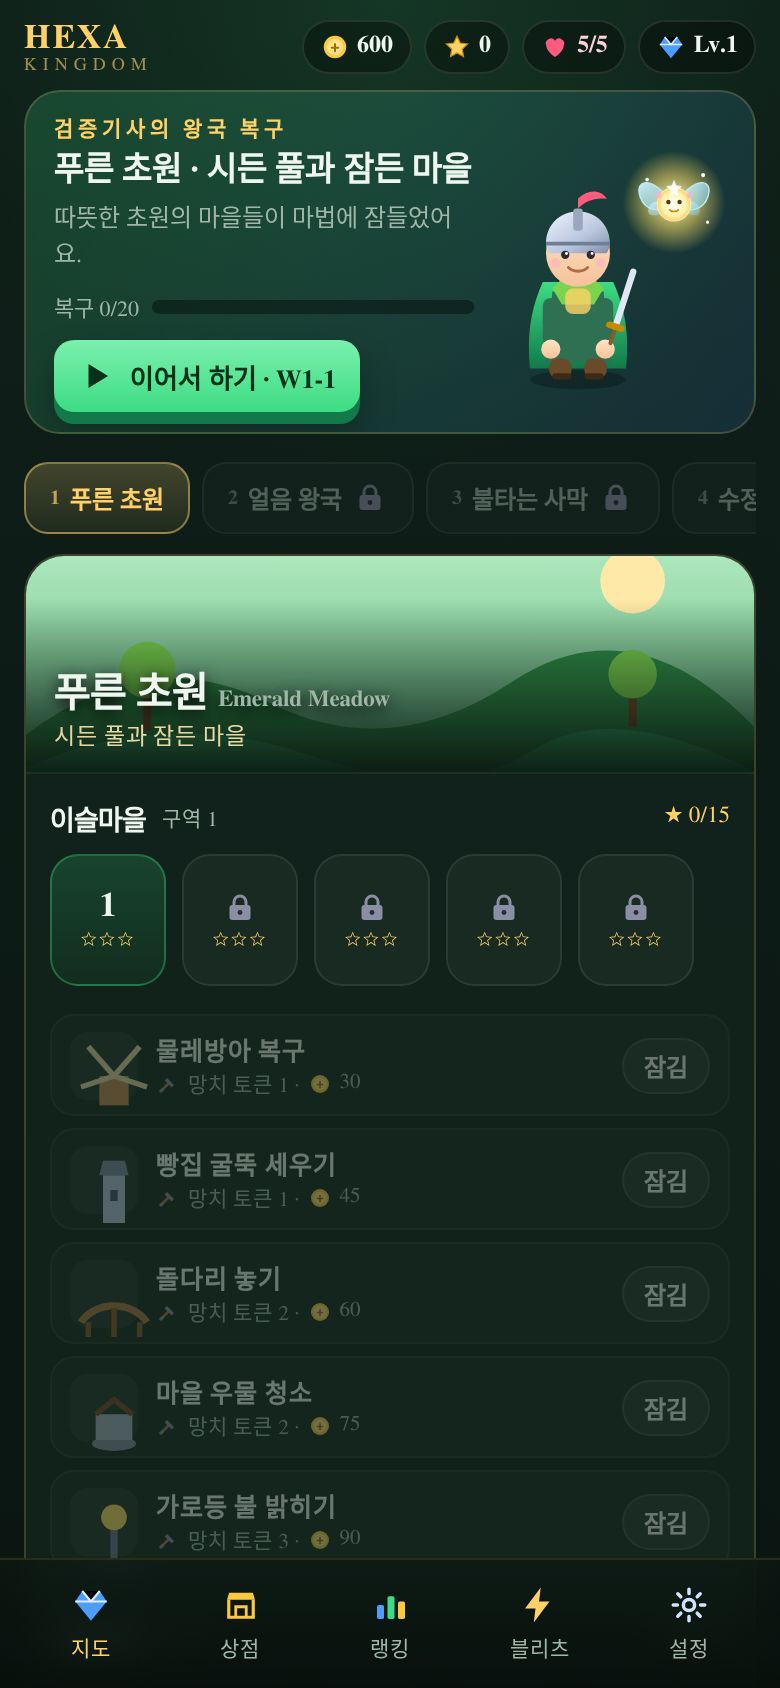 HEXA
KINGDOM
600
0
5/5
Lv.1
검증기사의 왕국 복구
푸른 초원 · 시든 풀과 잠든 마을
따뜻한 초원의 마을들이 마법에 잠들었어
요.
복구 0/20
이어서 하기 · W1-1
1 푸른 초원
2 얼음 왕국
3 불타는 사막
4 수정
푸른 초원 Emerald Meadow
시든 풀과 잠든 마을
이슬마을 구역 1
★ 0/15
1
☆☆☆ ☆☆☆ ☆☆☆ ☆☆☆ ☆☆☆
물레방아 복구
망치 토큰 1 · 30
잠김
빵집 굴뚝 세우기
망치 토큰 1 · 45
잠김
돌다리 놓기
망치 토큰 2 · 60
잠김
마을 우물 청소
망치 토큰 2 · 75
잠김
가로등 불 밝히기
망치 토큰 3 · 90
잠김
지도
상점
랭킹
블리츠
설정